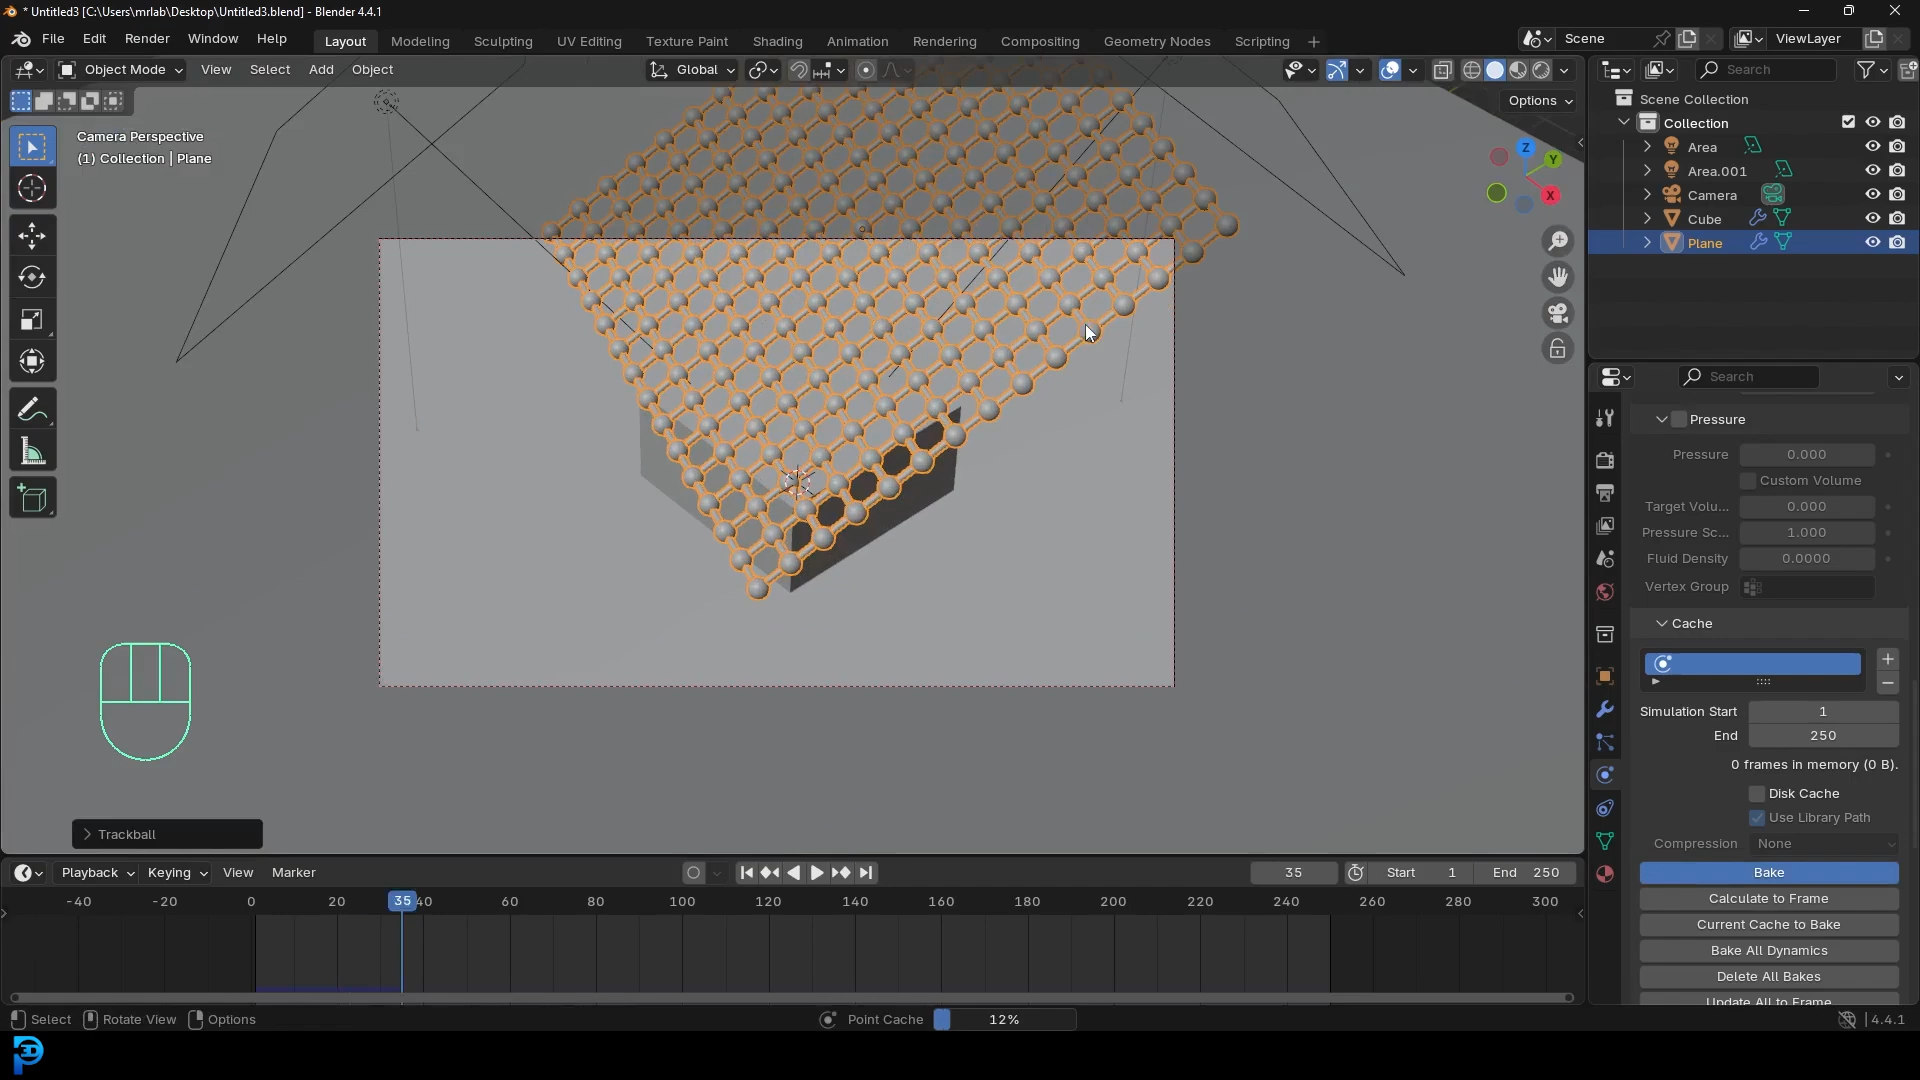 * Untitled3 [C:\Users\mrlab\Desktop\Untitled3.blend] - Blender 4.4.1
File Edit Render Window Help
Layout Modeling Sculpting UV Editing Texture Paint Shading Animation Rendering Compositing Geometry Nodes Scripting +
Scene
ViewLayer
Object Mode View Select Add Object
Global
Options
Camera Perspective
(1) Collection | Plane
Z
Y
X
Search
Scene Collection
Collection
Area
Area.001
Camera
Cube
Plane
Search
Pressure
Pressure 0.000
Custom Volume
Target Volu... 0.000
Pressure Sc... 1.000
Fluid Density 0.0000
Vertex Group
Cache
Simulation Start 1
End 250
0 frames in memory (0 B).
Disk Cache
Use Library Path
Compression None
Bake
Calculate to Frame
Current Cache to Bake
Bake All Dynamics
Delete All Bakes
Update All to Frame
Trackball
Playback Keying View Marker
35
Start 1
End 250
-40 -20 0 20 35 40 60 80 100 120 140 160 180 200 220 240 260 280 300
Select Rotate View Options
Point Cache 12%
4.4.1
3D